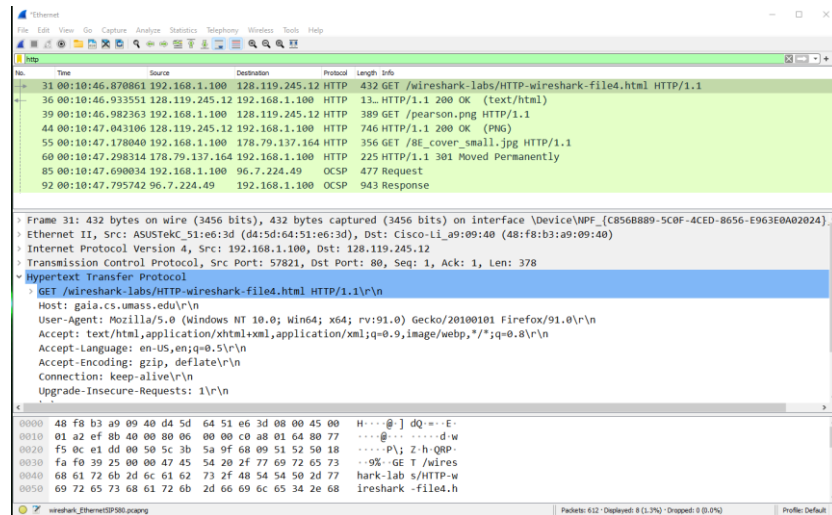 *Ethernet
File Edit View Go Capture Analyze Statistics Telephony Wireless Tools Help
http
No. Time Source Destination Protocol Length Info
31 00:10:46.870861 192.168.1.100 128.119.245.12 HTTP 432 GET /wireshark-labs/HTTP-wireshark-file4.html HTTP/1.1
36 00:10:46.933551 128.119.245.12 192.168.1.100 HTTP 13… HTTP/1.1 200 OK (text/html)
39 00:10:46.982363 192.168.1.100 128.119.245.12 HTTP 389 GET /pearson.png HTTP/1.1
44 00:10:47.043106 128.119.245.12 192.168.1.100 HTTP 746 HTTP/1.1 200 OK (PNG)
55 00:10:47.178040 192.168.1.100 178.79.137.164 HTTP 356 GET /8E_cover_small.jpg HTTP/1.1
60 00:10:47.298314 178.79.137.164 192.168.1.100 HTTP 225 HTTP/1.1 301 Moved Permanently
85 00:10:47.690034 192.168.1.100 96.7.224.49 OCSP 477 Request
92 00:10:47.795742 96.7.224.49 192.168.1.100 OCSP 943 Response
Frame 31: 432 bytes on wire (3456 bits), 432 bytes captured (3456 bits) on interface \Device\NPF_{C856B889-5C0F-4CED-8656-E963E0A02024}
Ethernet II, Src: ASUSTekC_51:e6:3d (d4:5d:64:51:e6:3d), Dst: Cisco-Li_a9:09:40 (48:f8:b3:a9:09:40)
Internet Protocol Version 4, Src: 192.168.1.100, Dst: 128.119.245.12
Transmission Control Protocol, Src Port: 57821, Dst Port: 80, Seq: 1, Ack: 1, Len: 378
Hypertext Transfer Protocol
GET /wireshark-labs/HTTP-wireshark-file4.html HTTP/1.1\r\n
Host: gaia.cs.umass.edu\r\n
User-Agent: Mozilla/5.0 (Windows NT 10.0; Win64; x64; rv:91.0) Gecko/20100101 Firefox/91.0\r\n
Accept: text/html,application/xhtml+xml,application/xml;q=0.9,image/webp,*/*;q=0.8\r\n
Accept-Language: en-US,en;q=0.5\r\n
Accept-Encoding: gzip, deflate\r\n
Connection: keep-alive\r\n
Upgrade-Insecure-Requests: 1\r\n
0000 48 f8 b3 a9 09 40 d4 5d 64 51 e6 3d 08 00 45 00 H····@·] dQ·=··E·
0010 01 a2 ef 8b 40 00 80 06 00 00 c0 a8 01 64 80 77 ····@··· ·····d·w
0020 f5 0c e1 dd 00 50 5c 3b 5a 9f 68 09 51 52 50 18 ·····P\; Z·h·QRP·
0030 fa f0 39 25 00 00 47 45 54 20 2f 77 69 72 65 73 ··9%··GE T /wires
0040 68 61 72 6b 2d 6c 61 62 73 2f 48 54 54 50 2d 77 hark-lab s/HTTP-w
0050 69 72 65 73 68 61 72 6b 2d 66 69 6c 65 34 2e 68 ireshark -file4.h
wireshark_EthernetSIP580.pcapng Packets: 612 · Displayed: 8 (1.3%) · Dropped: 0 (0.0%) Profile: Default